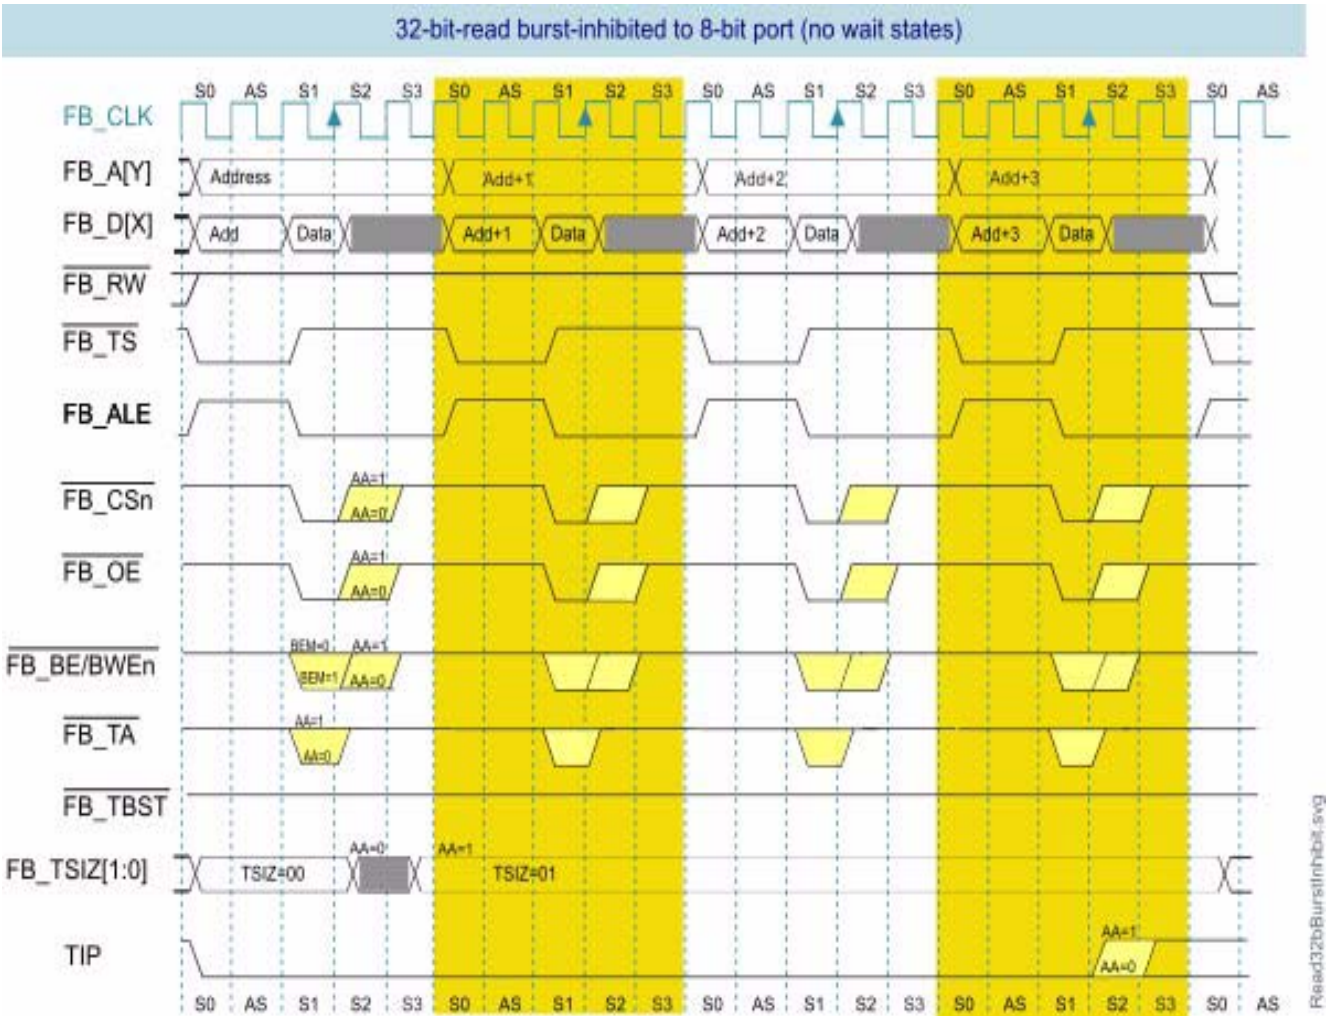 32-bit-read burst-inhibited to 8-bit port (no wait states)
S0 AS S1 S2 S3 S0 AS S1 S2 S3 S0 AS S1 S2 S3 S0 AS S1 S2 S3 S0 AS
FB_CLK
FB_A[Y] Address Add+1 Add+2 Add+3
FB_D[X] Add Data Add+1 Data Add+2 Data Add+3 Data
FB_RW
FB_TS
FB_ALE
AA=1
FB_CSn
AA=0
AA=1
FB_OE
AA=0
BEM=0 AA=1
FB_BE/BWEn
BEM=1 AA=0
AA=1
FB_TA
AA=0
FB_TBST
AA=0 AA=1
FB_TSIZ[1:0] TSIZ=00 TSIZ=01
AA=1
TIP
AA=0
S0 AS S1 S2 S3 S0 AS S1 S2 S3 S0 AS S1 S2 S3 S0 AS S1 S2 S3 S0 AS
Read32bBurstInhibit.svg